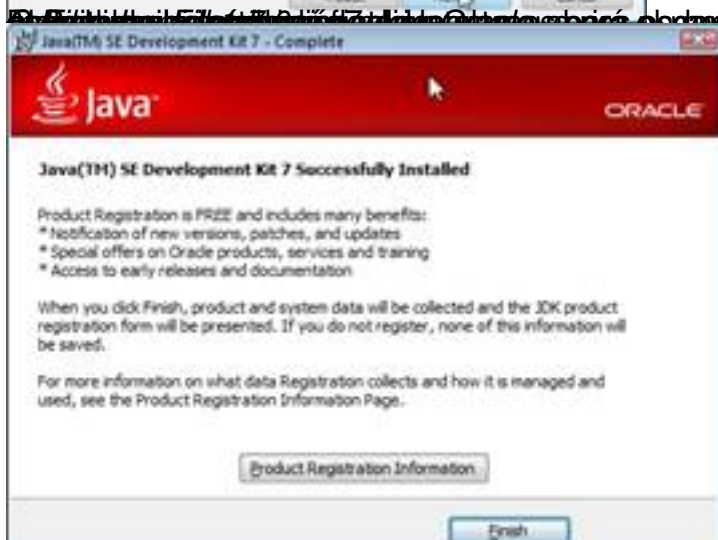 Java(TM) SE Development Kit 7 - Complete
Java
ORACLE
Java(TM) SE Development Kit 7 Successfully Installed
Product Registration is FREE and includes many benefits:
* Notification of new versions, patches, and updates
* Special offers on Oracle products, services and training
* Access to early releases and documentation
When you click Finish, product and system data will be collected and the JDK product
registration form will be presented. If you do not register, none of this information will
be saved.
For more information on what data Registration collects and how it is managed and
used, see the Product Registration Information Page.
Product Registration Information
Finish